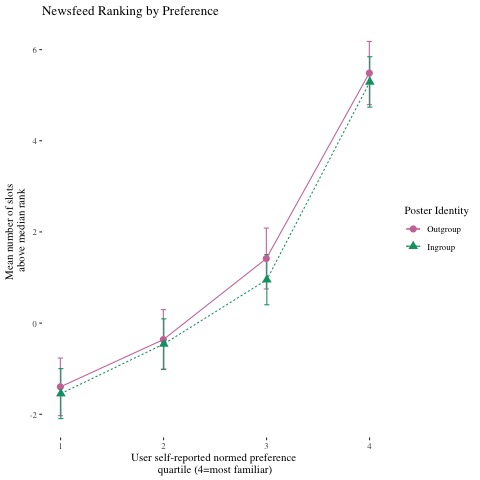 Newsfeed Ranking by Preference
6
4
2
0
-2
Mean number of slots
above median rank
1 2 3 4
User self-reported normed preference
quartile (4=most familiar)
Poster Identity
Outgroup
Ingroup